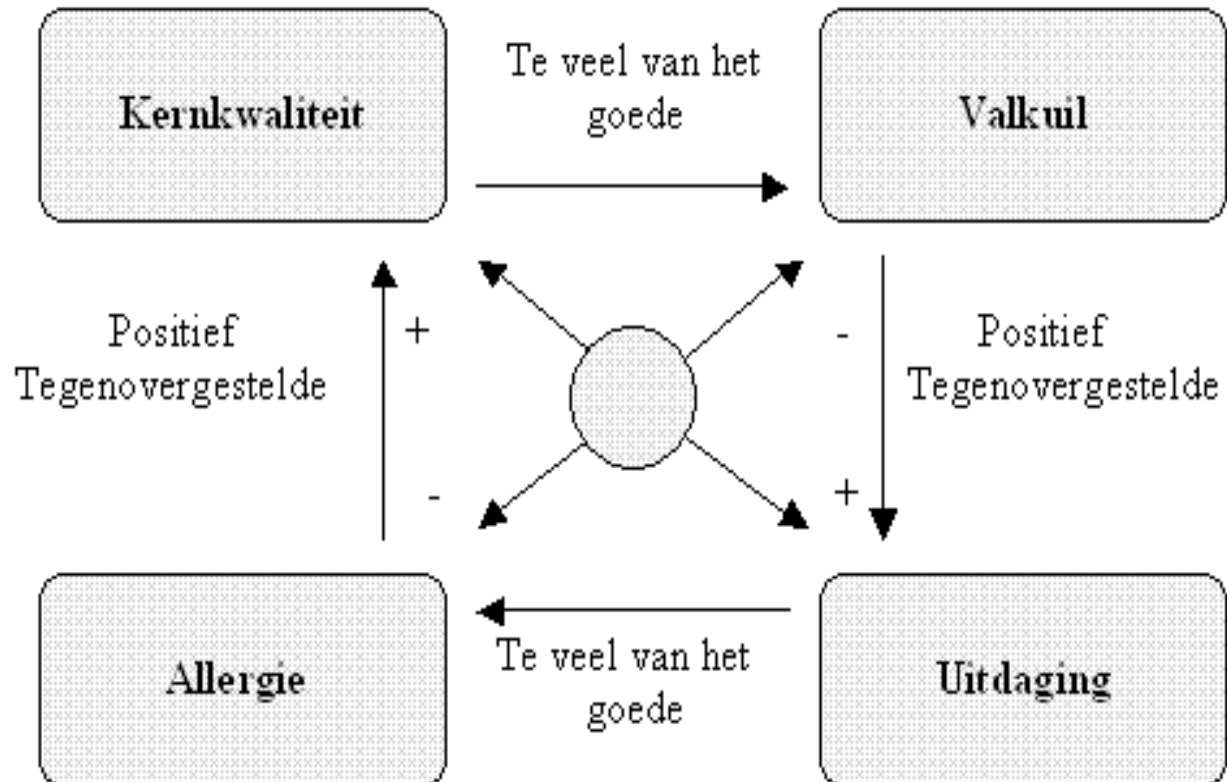 Kernkwaliteit
Te veel van het
goede
Valkuil
Positief
Tegenovergestelde
+
-
-
+
Positief
Tegenovergestelde
Allergie
Te veel van het
goede
Uitdaging